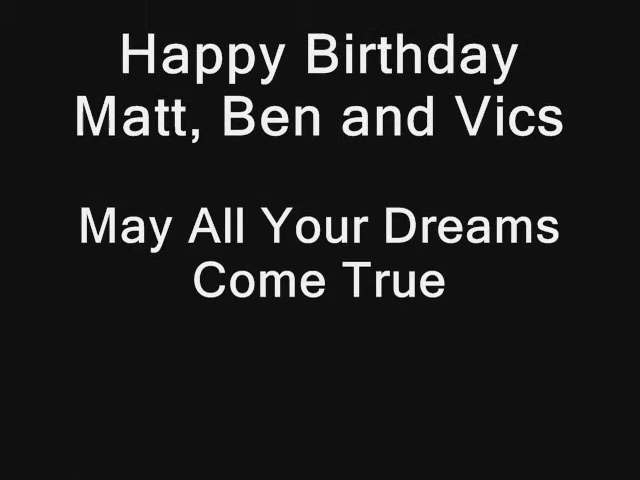 Happy Birthday
Matt, Ben and Vics
May All Your Dreams
Come True